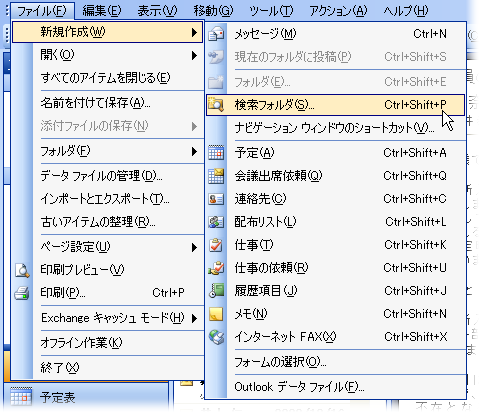 ファイル(F) 編集(E) 表示(V) 移動(G) ツール(T) アクション(A) ヘルプ(H)
新規作成(W)
開く(O)
すべてのアイテムを閉じる(E)
名前を付けて保存(A)...
添付ファイルの保存(N)
フォルダ(F)
データ ファイルの管理(D)...
インポートとエクスポート(T)...
古いアイテムの整理(R)...
ページ設定(U)
印刷プレビュー(V)
印刷(P)... Ctrl+P
Exchange キャッシュ モード(H)
オフライン作業(K)
終了(X)
予定表
メッセージ(M) Ctrl+N
現在のフォルダに投稿(P) Ctrl+Shift+S
フォルダ(E)... Ctrl+Shift+E
検索フォルダ(S)... Ctrl+Shift+P
ナビゲーション ウィンドウのショートカット(V)...
予定(A) Ctrl+Shift+A
会議出席依頼(Q) Ctrl+Shift+Q
連絡先(C) Ctrl+Shift+C
配布リスト(L) Ctrl+Shift+L
仕事(T) Ctrl+Shift+K
仕事の依頼(R) Ctrl+Shift+U
履歴項目(J) Ctrl+Shift+J
メモ(N) Ctrl+Shift+N
インターネット FAX(X) Ctrl+Shift+X
フォームの選択(O)...
Outlook データ ファイル(F)...